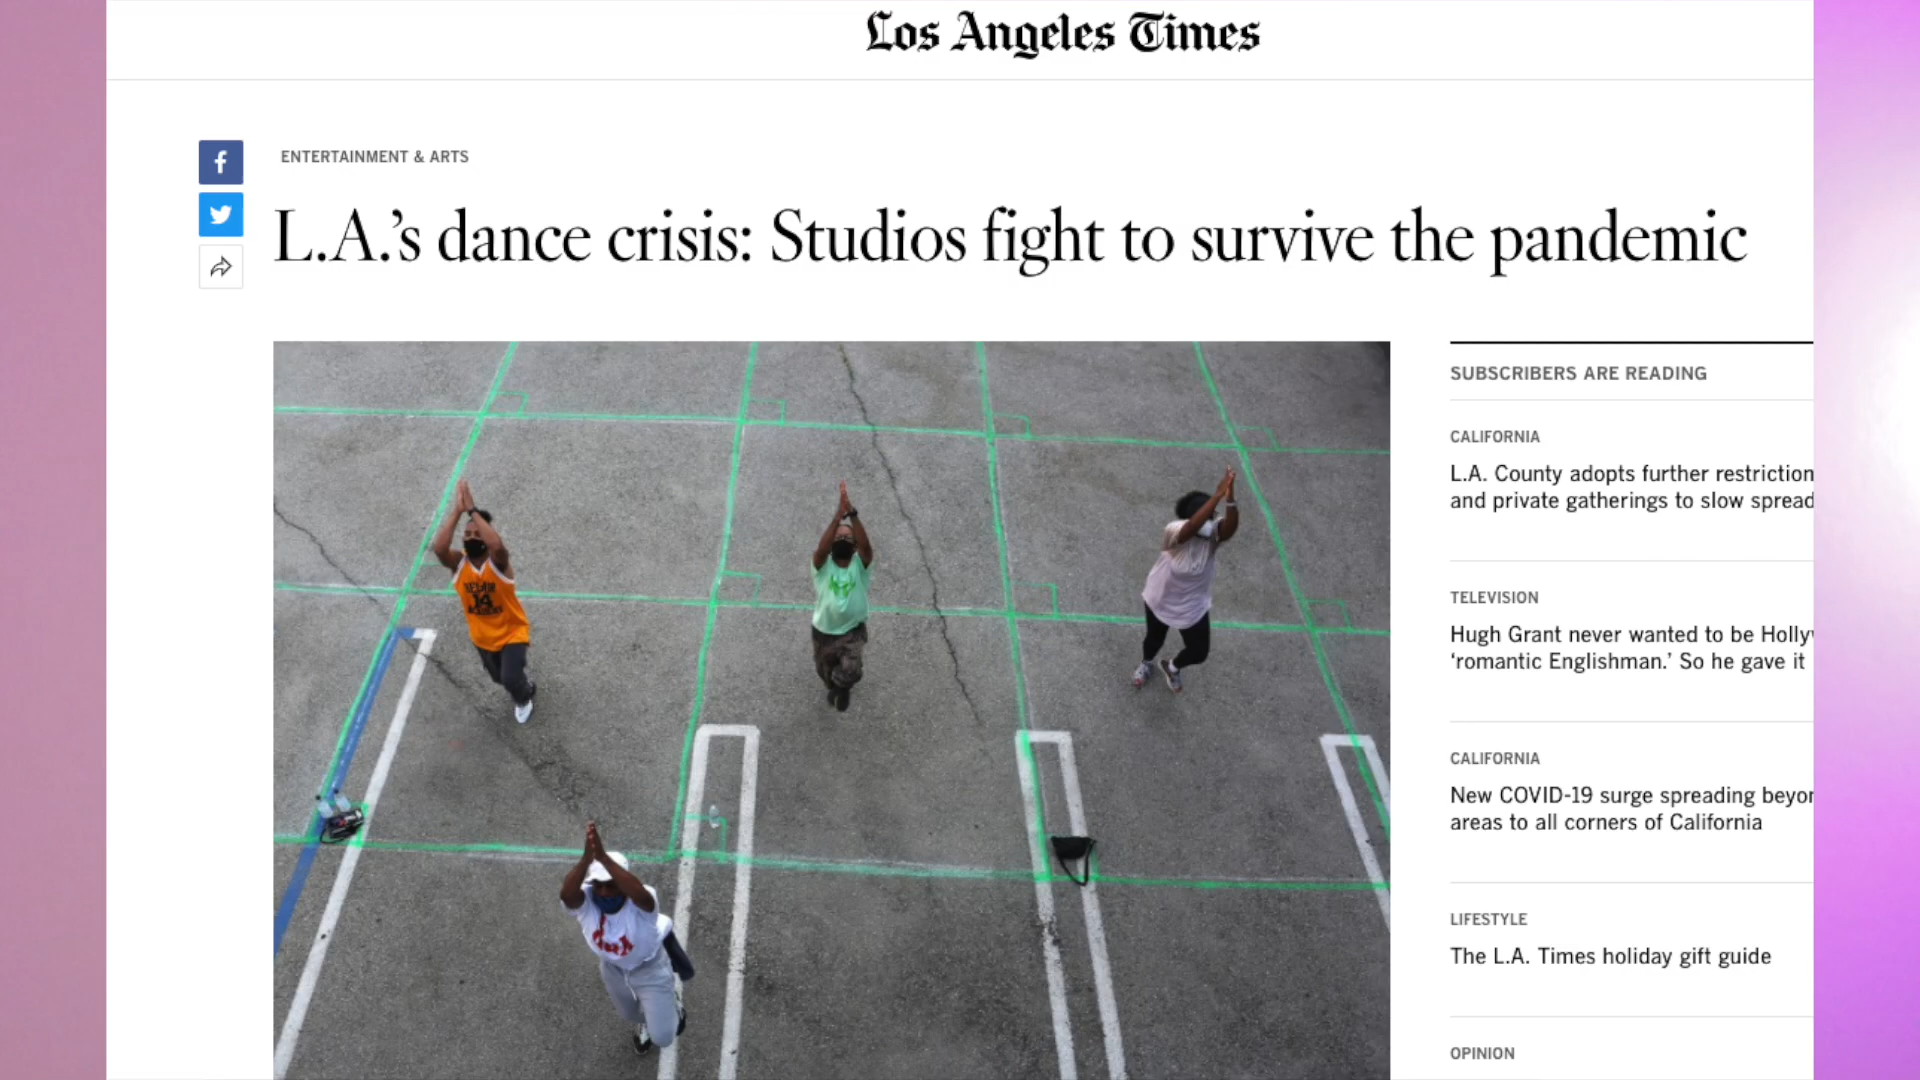 Los Angeles Times
ENTERTAINMENT & ARTS
L.A.'s dance crisis: Studios fight to survive the pandemic
SUBSCRIBERS ARE READING
CALIFORNIA
L.A. County adopts further restriction
and private gatherings to slow spread
TELEVISION
Hugh Grant never wanted to be Holly
‘romantic Englishman.’ So he gave it
CALIFORNIA
New COVID-19 surge spreading beyor
areas to all corners of California
LIFESTYLE
The L.A. Times holiday gift guide
OPINION
14